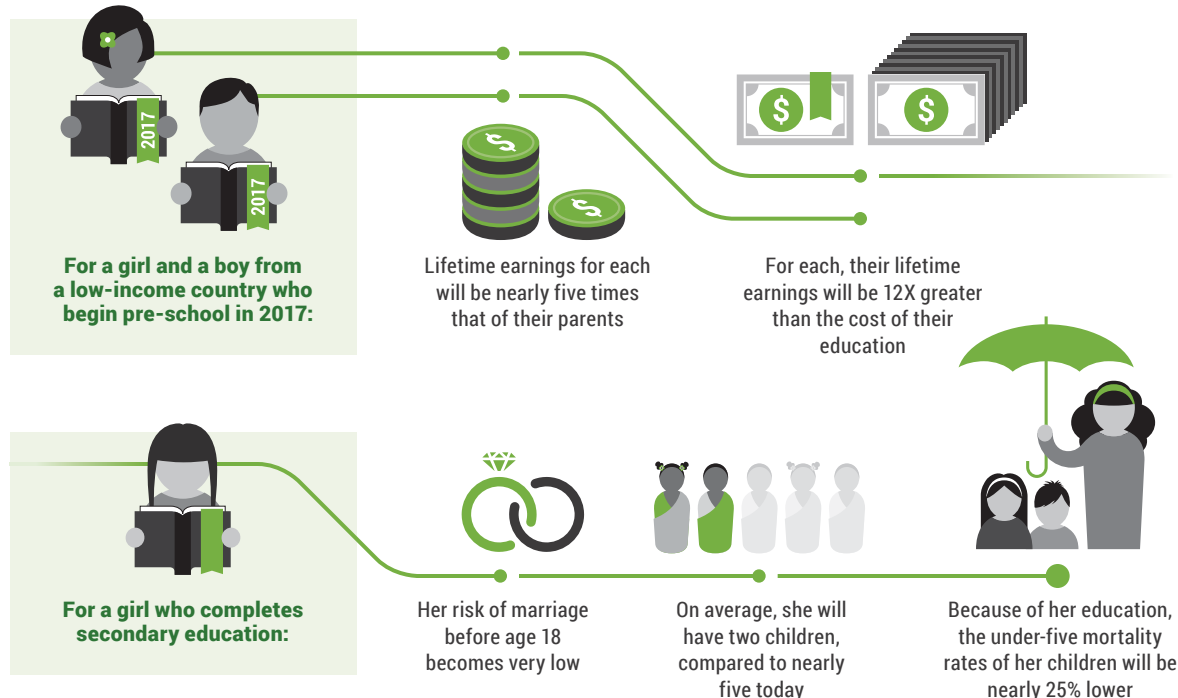 2017
2017
For a girl and a boy from
a low-income country who
begin pre-school in 2017:
$
$
Lifetime earnings for each
will be nearly five times
that of their parents
$
$
For each, their lifetime
earnings will be 12X greater
than the cost of their
education
For a girl who completes
secondary education:
Her risk of marriage
before age 18
becomes very low
On average, she will
have two children,
compared to nearly
five today
Because of her education,
the under-five mortality
rates of her children will be
nearly 25% lower